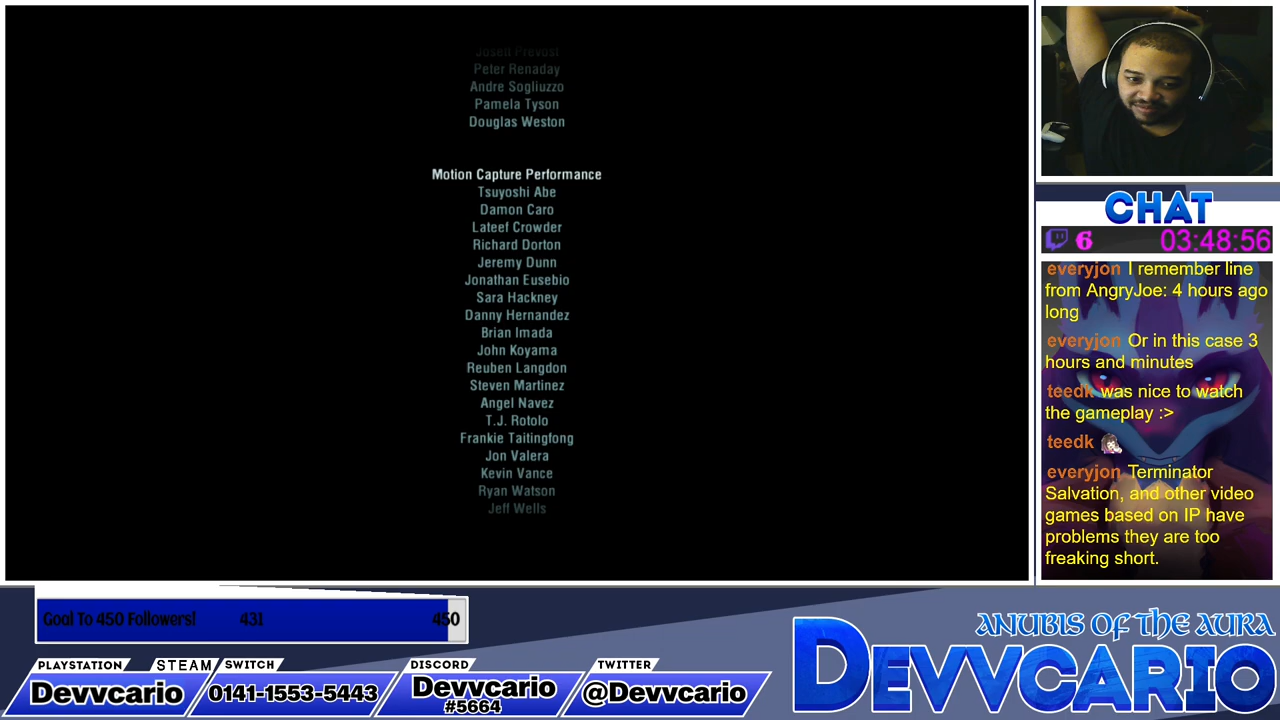 Josett Prevost
Peter Renaday
Andre Sogliuzzo
Pamela Tyson
Douglas Weston
Motion Capture Performance
Tsuyoshi Abe
Damon Caro
Lateef Crowder
Richard Dorton
Jeremy Dunn
Jonathan Eusebio
Sara Hackney
Danny Hernandez
Brian Imada
John Koyama
Reuben Langdon
Steven Martinez
Angel Navez
T.J. Rotolo
Frankie Taitingfong
Jon Valera
Kevin Vance
Ryan Watson
Jeff Wells
CHAT
6 03:48:56
everyjon I remember line
from AngryJoe: 4 hours ago
long
everyjon Or in this case 3
hours and minutes
teedk was nice to watch
the gameplay :>
teedk
everyjon Terminator
Salvation, and other video
games based on IP have
problems they are too
freaking short.
Goal To 450 Followers! 431 450
PLAYSTATION STEAM SWITCH DISCORD TWITTER
Devvcario 0141-1553-5443 Devvcario @Devvcario
#5664
ANUBIS OF THE AURA
DEVVCARIO